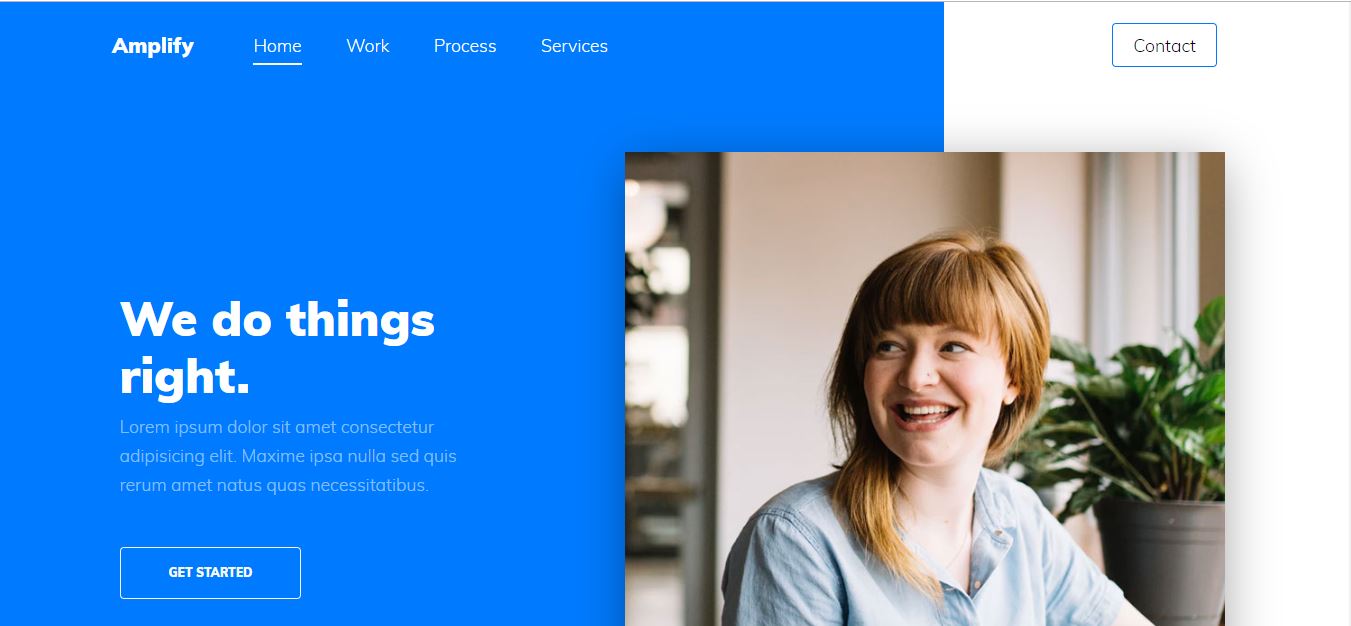 Amplify Home Work Process Services Contact
We do things
right.
Lorem ipsum dolor sit amet consectetur
adipisicing elit. Maxime ipsa nulla sed quis
rerum amet natus quas necessitatibus.
GET STARTED